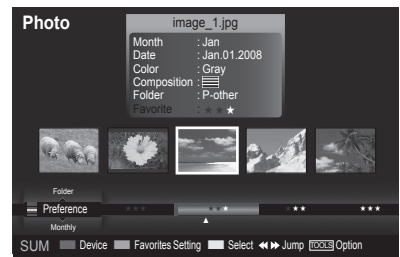 Photo
image_1.jpg
Month : Jan
Date : Jan.01.2008
Color : Gray
Composition :
Folder : P-other
Favorite : ★★★
Folder
Preference ★★★ ★★★ ★★★ ★★★
Monthly
SUM Device Favorites Setting Select ◄◄ ►► Jump TOOLS Option